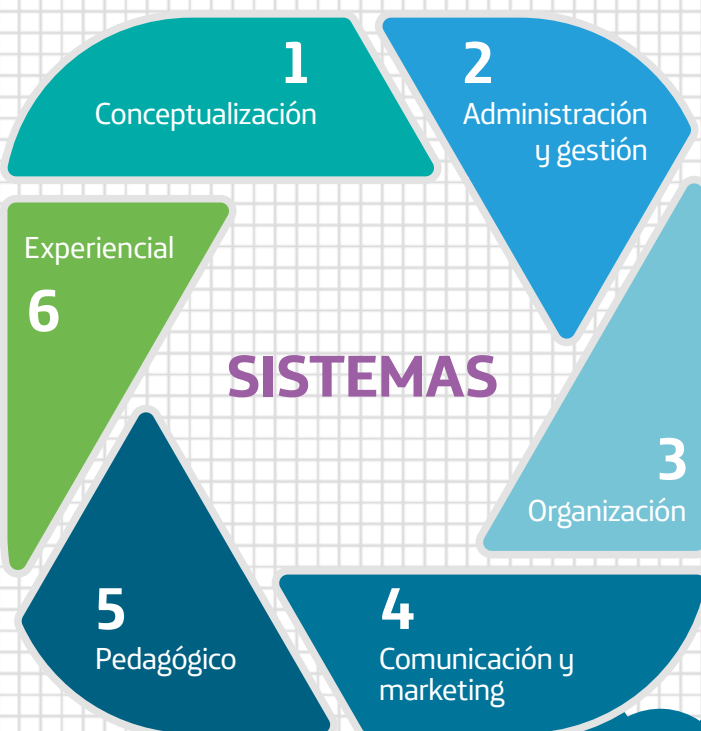 1
Conceptualización
2
Administración
y gestión
SISTEMAS
3
Organización
4
Comunicación y
marketing
5
Pedagógico
Experiencial
6